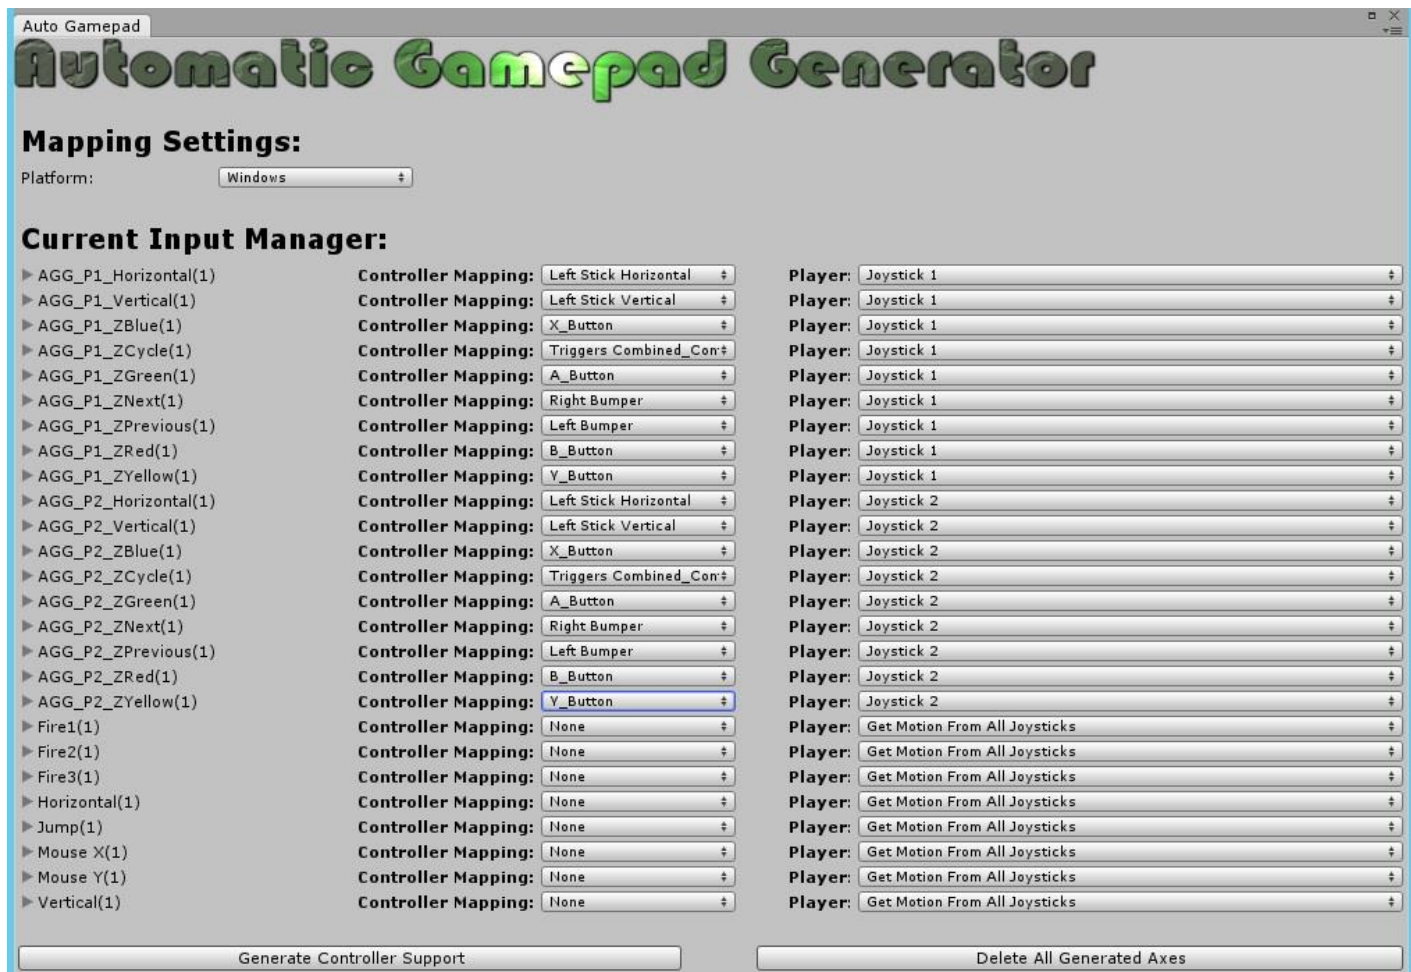 Auto Gamepad
Automatic Gamepad Generator
Mapping Settings:
Platform: Windows
Current Input Manager:
AGG_P1_Horizontal(1) Controller Mapping: Left Stick Horizontal Player: Joystick 1
AGG_P1_Vertical(1) Controller Mapping: Left Stick Vertical Player: Joystick 1
AGG_P1_ZBlue(1) Controller Mapping: X_Button Player: Joystick 1
AGG_P1_ZCycle(1) Controller Mapping: Triggers Combined_Con Player: Joystick 1
AGG_P1_ZGreen(1) Controller Mapping: A_Button Player: Joystick 1
AGG_P1_ZNext(1) Controller Mapping: Right Bumper Player: Joystick 1
AGG_P1_ZPrevious(1) Controller Mapping: Left Bumper Player: Joystick 1
AGG_P1_ZRed(1) Controller Mapping: B_Button Player: Joystick 1
AGG_P1_ZYellow(1) Controller Mapping: Y_Button Player: Joystick 1
AGG_P2_Horizontal(1) Controller Mapping: Left Stick Horizontal Player: Joystick 2
AGG_P2_Vertical(1) Controller Mapping: Left Stick Vertical Player: Joystick 2
AGG_P2_ZBlue(1) Controller Mapping: X_Button Player: Joystick 2
AGG_P2_ZCycle(1) Controller Mapping: Triggers Combined_Con Player: Joystick 2
AGG_P2_ZGreen(1) Controller Mapping: A_Button Player: Joystick 2
AGG_P2_ZNext(1) Controller Mapping: Right Bumper Player: Joystick 2
AGG_P2_ZPrevious(1) Controller Mapping: Left Bumper Player: Joystick 2
AGG_P2_ZRed(1) Controller Mapping: B_Button Player: Joystick 2
AGG_P2_ZYellow(1) Controller Mapping: Y_Button Player: Joystick 2
Fire1(1) Controller Mapping: None Player: Get Motion From All Joysticks
Fire2(1) Controller Mapping: None Player: Get Motion From All Joysticks
Fire3(1) Controller Mapping: None Player: Get Motion From All Joysticks
Horizontal(1) Controller Mapping: None Player: Get Motion From All Joysticks
Jump(1) Controller Mapping: None Player: Get Motion From All Joysticks
Mouse X(1) Controller Mapping: None Player: Get Motion From All Joysticks
Mouse Y(1) Controller Mapping: None Player: Get Motion From All Joysticks
Vertical(1) Controller Mapping: None Player: Get Motion From All Joysticks
Generate Controller Support Delete All Generated Axes